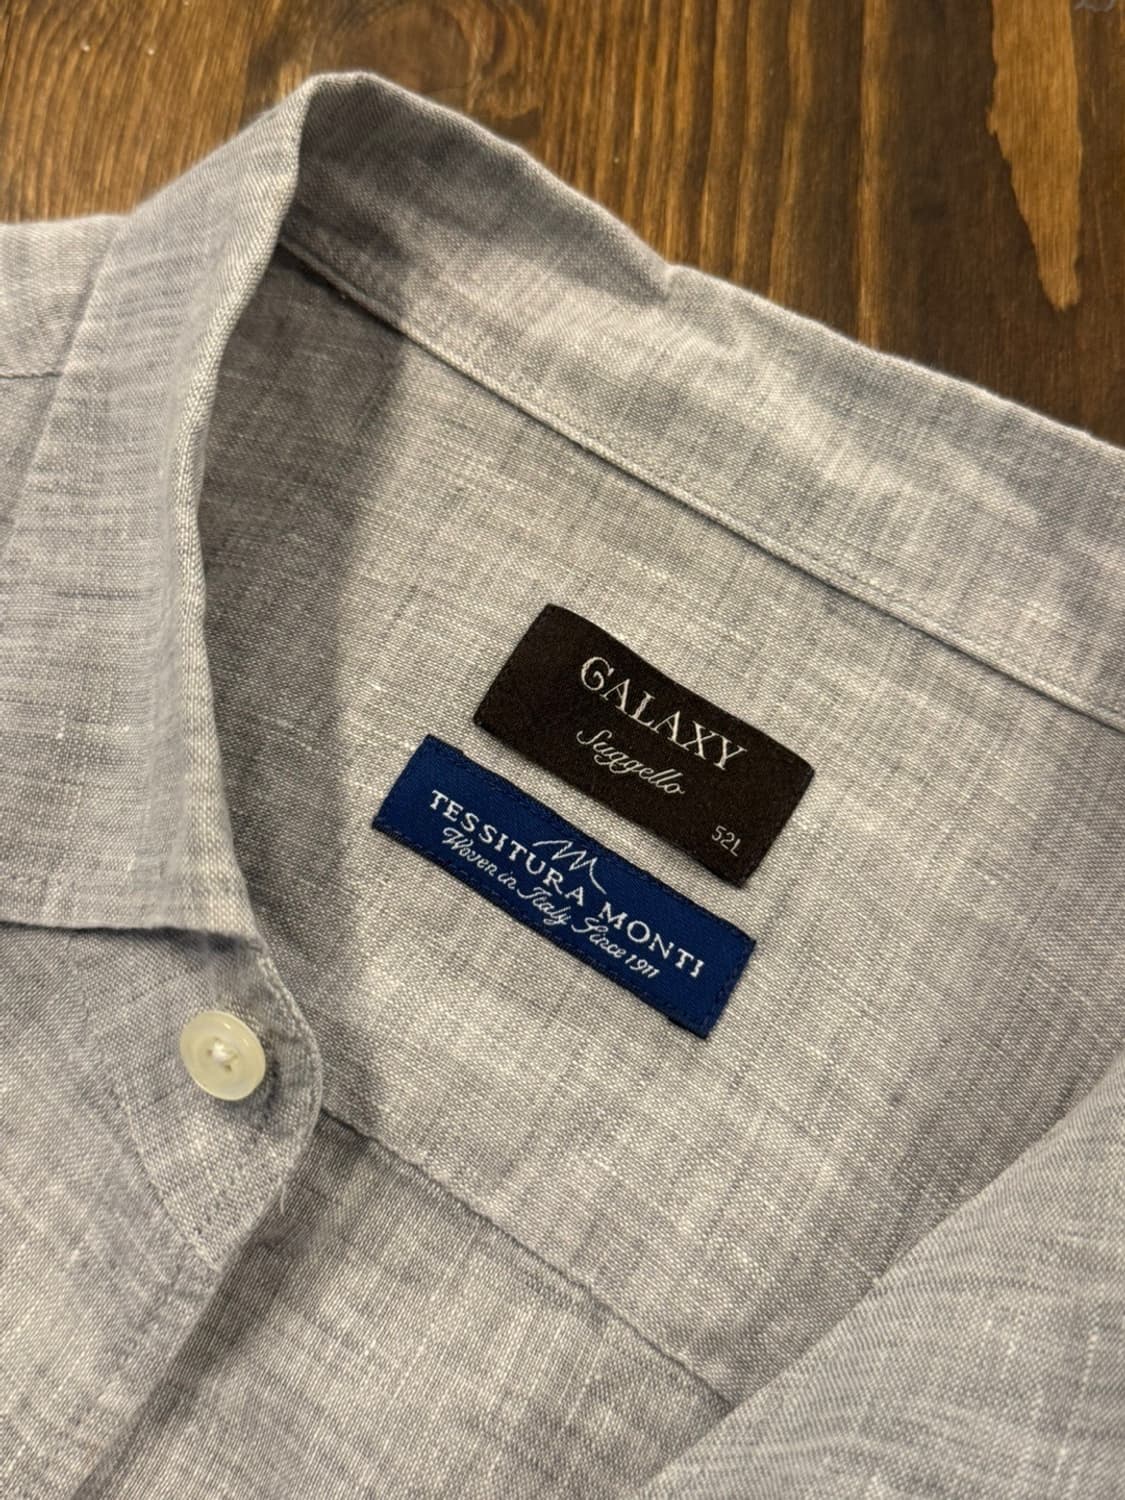 GALAXY
Suggello
52L
TESSITURA MONTI
Woven in Italy Since 1911